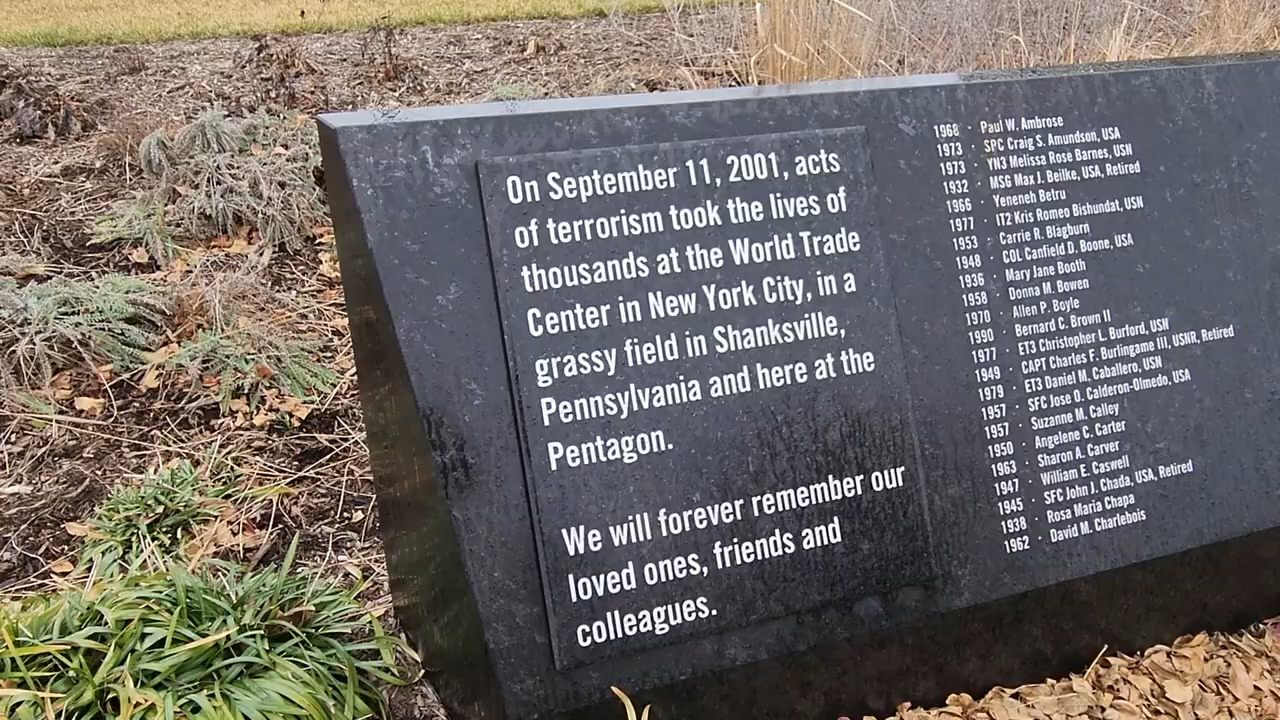 On September 11, 2001, acts
of terrorism took the lives of
thousands at the World Trade
Center in New York City, in a
grassy field in Shanksville,
Pennsylvania and here at the
Pentagon.
We will forever remember our
loved ones, friends and
colleagues.
1968 · Paul W. Ambrose
1973 · SPC Craig S. Amundson, USA
1973 · YN3 Melissa Rose Barnes, USN
1932 · MSG Max J. Beilke, USA, Retired
1966 · Yeneneh Betru
1977 · IT2 Kris Romeo Bishundat, USN
1953 · Carrie R. Blagburn
1948 · COL Canfield D. Boone, USA
1936 · Mary Jane Booth
1958 · Donna M. Bowen
1970 · Allen P. Boyle
1990 · Bernard C. Brown II
1977 · ET3 Christopher L. Burford, USN
1949 · CAPT Charles F. Burlingame III, USNR, Retired
1979 · ET3 Daniel M. Caballero, USN
1957 · SFC Jose O. Calderon-Olmedo, USA
1957 · Suzanne M. Calley
1950 · Angelene C. Carter
1963 · Sharon A. Carver
1947 · William E. Caswell
1945 · SFC John J. Chada, USA, Retired
1938 · Rosa Maria Chapa
1962 · David M. Charlebois